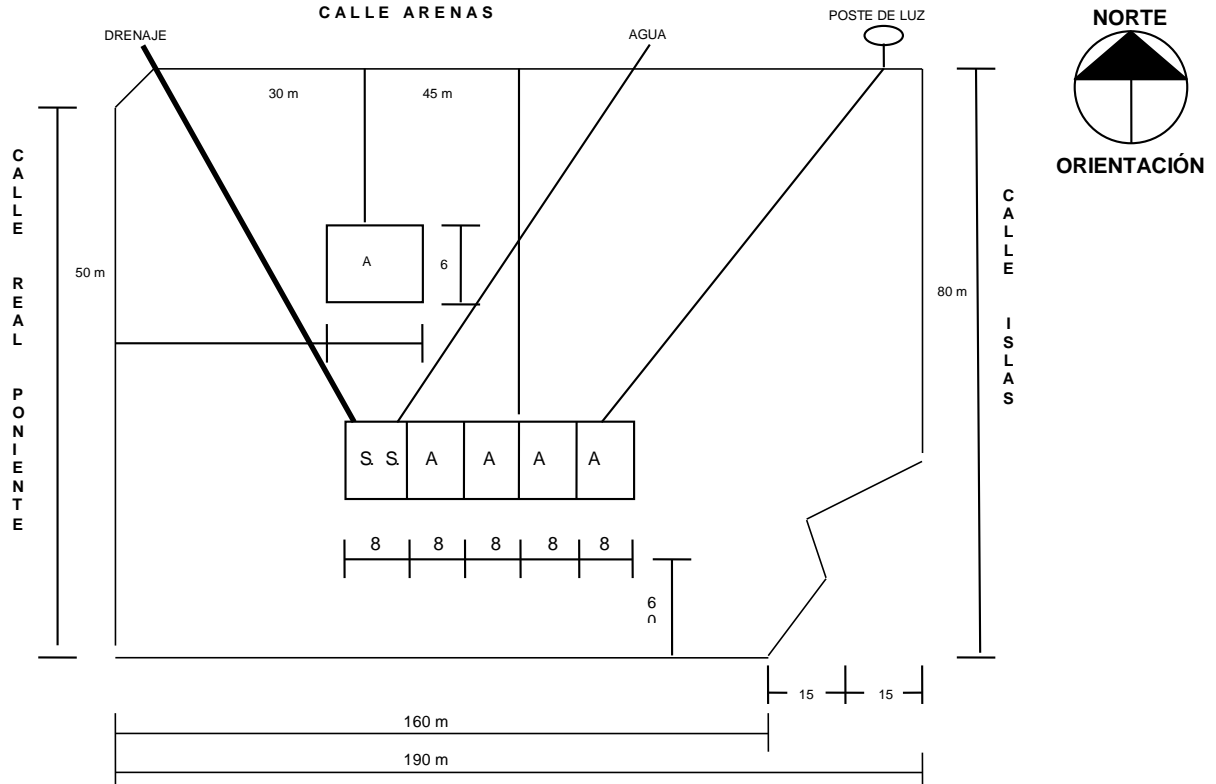 CALLE ARENAS
POSTE DE LUZ
NORTE
DRENAJE
AGUA
30 m
45 m
ORIENTACIÓN
CALLE REAL PONIENTE
CALLE ISLAS
50 m
A
6
80 m
S. S.
A
A
A
A
8
8
8
8
8
60
15
15
160 m
190 m